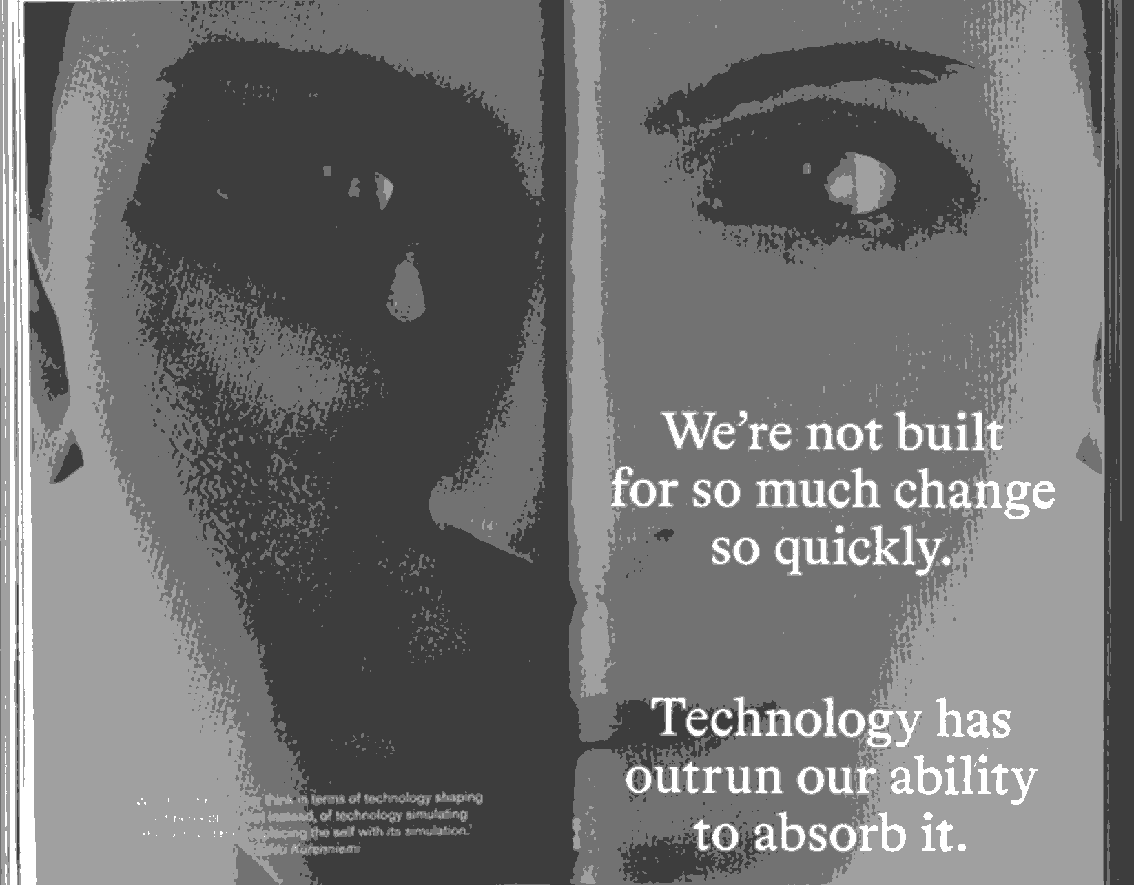 think in terms of technology shaping
instead, of technology simulating
the self with its simulation.'
We're not built
for so much change
so quickly.
Technology has
outrun our ability
to absorb it.